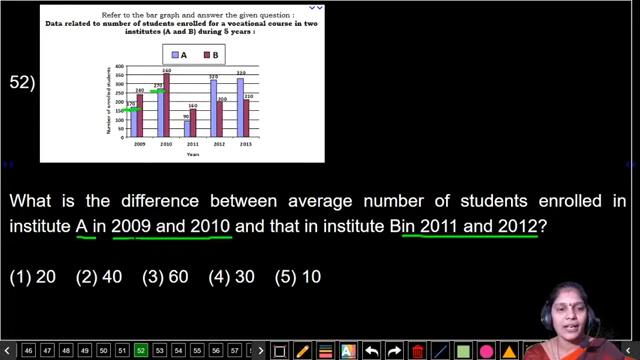 Refer to the bar graph and answer the given question :
Data related to number of students enrolled for a vocational course in two
institutes (A and B) during 5 years :
A B
Number of enrolled students
400
350
300
250
200
150
100
50
0
170 240 270 360 90 160 320 200 330 210
2009 2010 2011 2012 2013
Years
52)
What is the difference between average number of students enrolled in
institute A in 2009 and 2010 and that in institute B in 2011 and 2012?
(1) 20 (2) 40 (3) 60 (4) 30 (5) 10
46 47 48 49 50 51 52 53 54 55 56 57